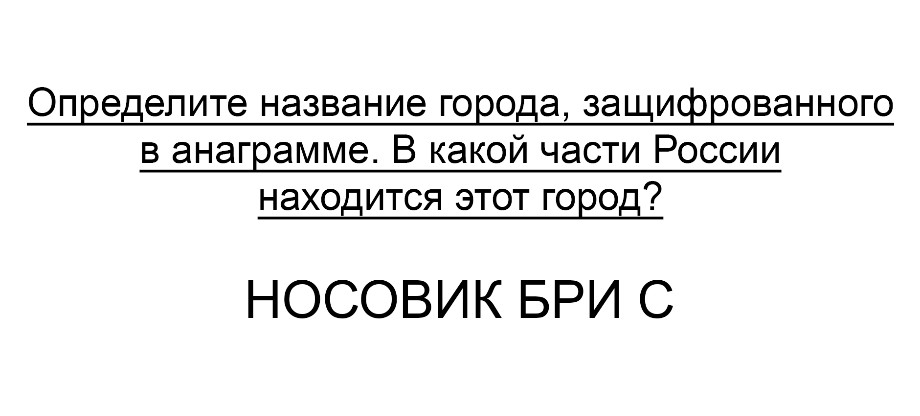 Определите название города, защифрованного
в анаграмме. В какой части России
находится этот город?
НОСОВИК БРИ С